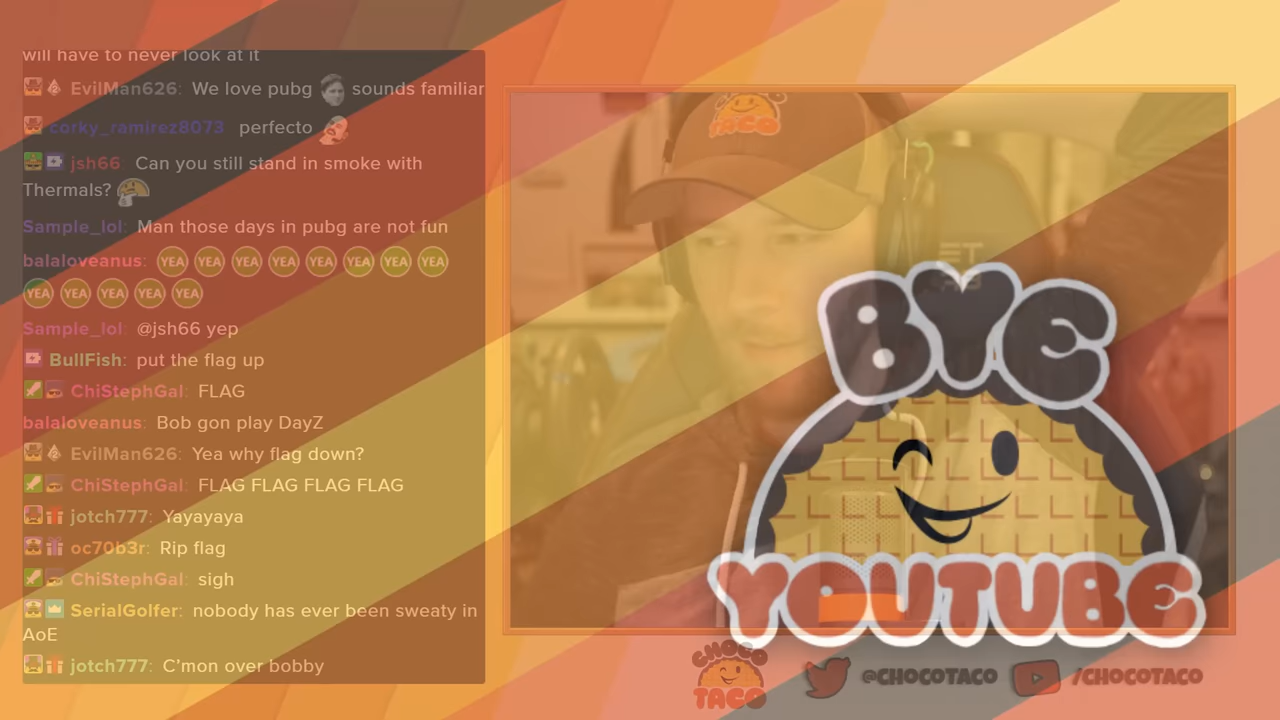 will have to never look at it
EvilMan626: We love pubg sounds familiar
corky_ramirez8073 perfecto
jsh66: Can you still stand in smoke with
Thermals?
Sample_lol: Man those days in pubg are not fun
balaloveanus: YEA YEA YEA YEA YEA YEA YEA YEA
YEA YEA YEA YEA YEA
Sample_lol: @jsh66 yep
BullFish: put the flag up
ChiStephGal: FLAG
balaloveanus: Bob gon play DayZ
EvilMan626: Yea why flag down?
ChiStephGal: FLAG FLAG FLAG FLAG
jotch777: Yayayaya
oc70b3r: Rip flag
ChiStephGal: sigh
SerialGolfer: nobody has ever been sweaty in
AoE
jotch777: C'mon over bobby
TACO
BYE
YOUTUBE
CHOCO
TACO
@CHOCOTACO
/CHOCOTACO